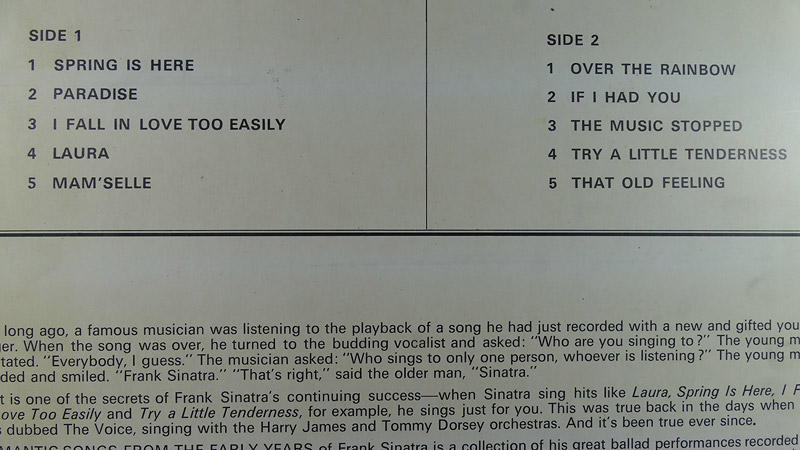 SIDE 1
1 SPRING IS HERE
2 PARADISE
3 I FALL IN LOVE TOO EASILY
4 LAURA
5 MAM'SELLE
SIDE 2
1 OVER THE RAINBOW
2 IF I HAD YOU
3 THE MUSIC STOPPED
4 TRY A LITTLE TENDERNESS
5 THAT OLD FEELING
long ago, a famous musician was listening to the playback of a song he had just recorded with a new and gifted you
ger. When the song was over, he turned to the budding vocalist and asked: "Who are you singing to?" The young m
tated. "Everybody, I guess." The musician asked: "Who sings to only one person, whoever is listening?" The young m
ded and smiled. "Frank Sinatra." "That's right," said the older man, "Sinatra."
t is one of the secrets of Frank Sinatra's continuing success—when Sinatra sing hits like Laura, Spring Is Here, I F
ove Too Easily and Try a Little Tenderness, for example, he sings just for you. This was true back in the days when
s dubbed The Voice, singing with the Harry James and Tommy Dorsey orchestras. And it's been true ever since.
MANTIC SONGS FROM THE EARLY YEARS of Frank Sinatra is a collection of his great ballad performances recorded